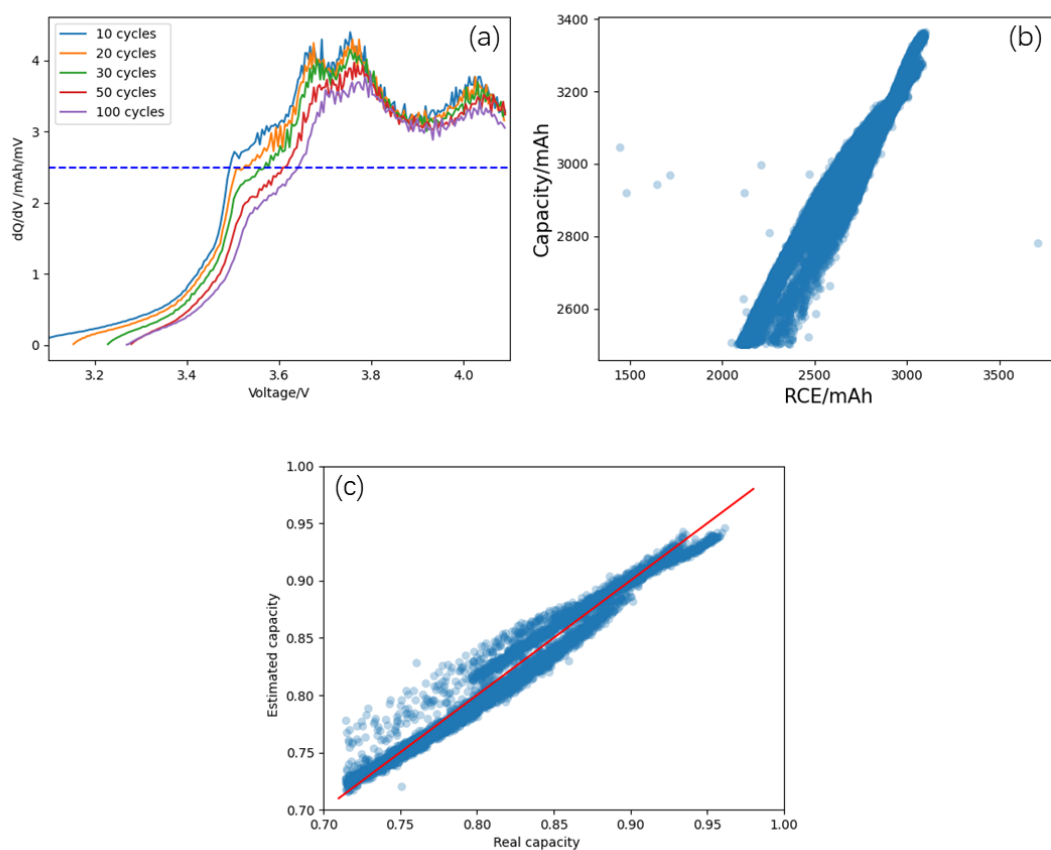 (a)
10 cycles
20 cycles
30 cycles
50 cycles
100 cycles
dQ/dV /mAh/mV
4
3
2
1
0
3.2 3.4 3.6 3.8 4.0
Voltage/V
(b)
Capacity/mAh
3400
3200
3000
2800
2600
1500 2000 2500 3000 3500
RCE/mAh
(c)
Estimated capacity
1.00
0.95
0.90
0.85
0.80
0.75
0.70
0.70 0.75 0.80 0.85 0.90 0.95 1.00
Real capacity